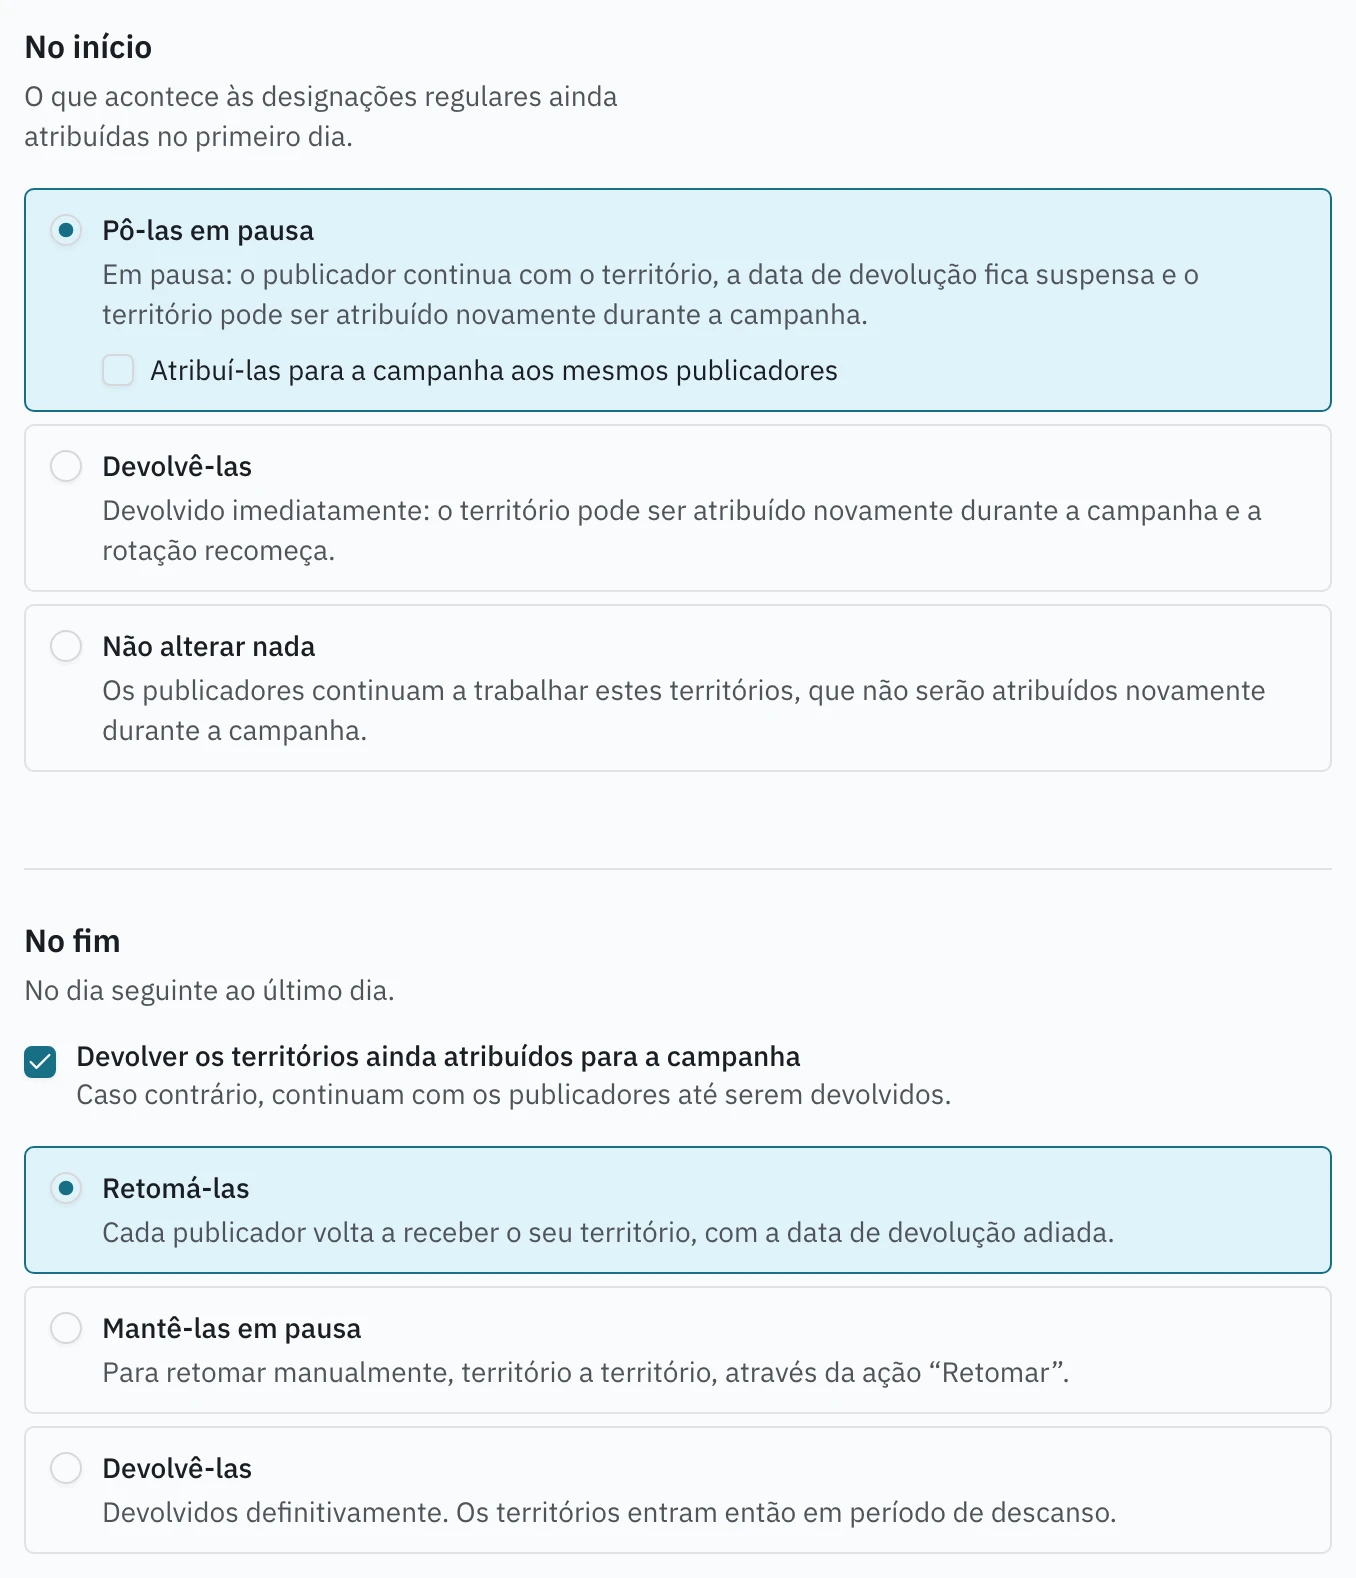 No início
O que acontece às designações regulares ainda
atribuídas no primeiro dia.
Pô-las em pausa
Em pausa: o publicador continua com o território, a data de devolução fica suspensa e o
território pode ser atribuído novamente durante a campanha.
Atribuí-las para a campanha aos mesmos publicadores
Devolvê-las
Devolvido imediatamente: o território pode ser atribuído novamente durante a campanha e a
rotação recomeça.
Não alterar nada
Os publicadores continuam a trabalhar estes territórios, que não serão atribuídos novamente
durante a campanha.
No fim
No dia seguinte ao último dia.
Devolver os territórios ainda atribuídos para a campanha
Caso contrário, continuam com os publicadores até serem devolvidos.
Retomá-las
Cada publicador volta a receber o seu território, com a data de devolução adiada.
Mantê-las em pausa
Para retomar manualmente, território a território, através da ação “Retomar”.
Devolvê-las
Devolvidos definitivamente. Os territórios entram então em período de descanso.